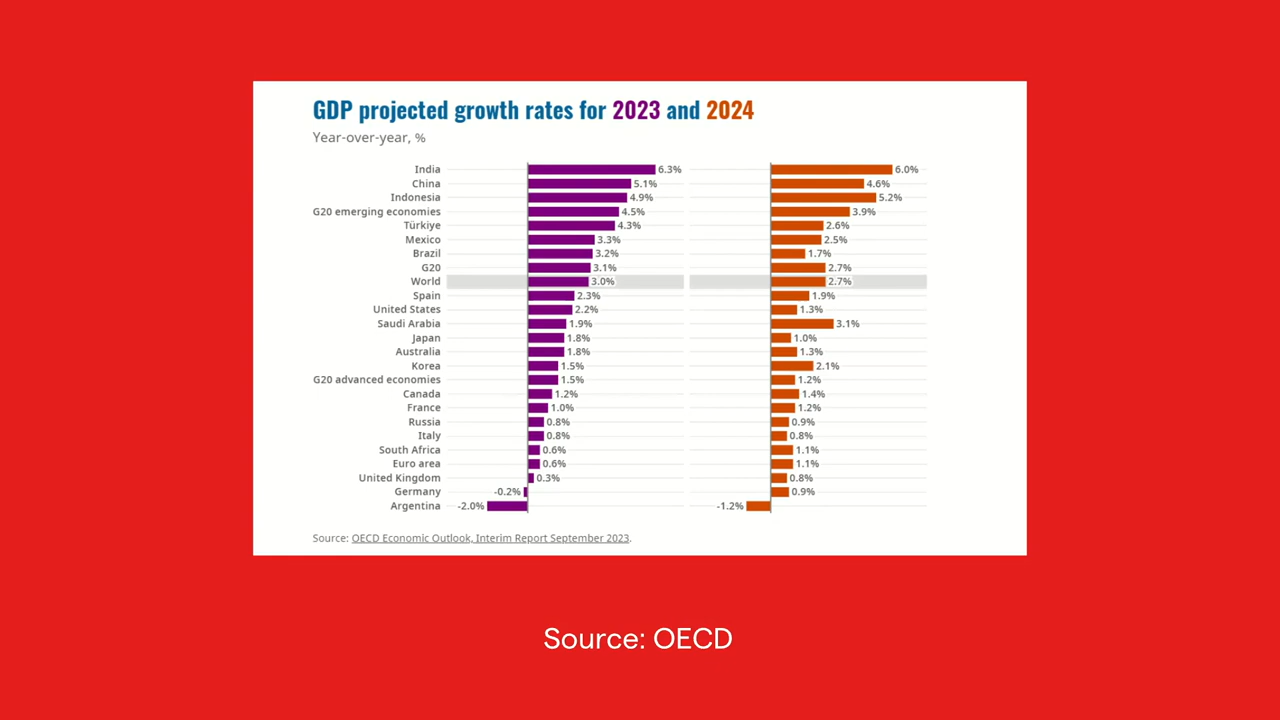 GDP projected growth rates for 2023 and 2024
Year-over-year, %
India 6.3% 6.0%
China 5.1% 4.6%
Indonesia 4.9% 5.2%
G20 emerging economies 4.5% 3.9%
Türkiye 4.3% 2.6%
Mexico 3.3% 2.5%
Brazil 3.2% 1.7%
G20 3.1% 2.7%
World 3.0% 2.7%
Spain 2.3% 1.9%
United States 2.2% 1.3%
Saudi Arabia 1.9% 3.1%
Japan 1.8% 1.0%
Australia 1.8% 1.3%
Korea 1.5% 2.1%
G20 advanced economies 1.5% 1.2%
Canada 1.2% 1.4%
France 1.0% 1.2%
Russia 0.8% 0.9%
Italy 0.8% 0.8%
South Africa 0.6% 1.1%
Euro area 0.6% 1.1%
United Kingdom 0.3% 0.8%
Germany -0.2% 0.9%
Argentina -2.0% -1.2%
Source: OECD Economic Outlook, Interim Report September 2023.
Source: OECD